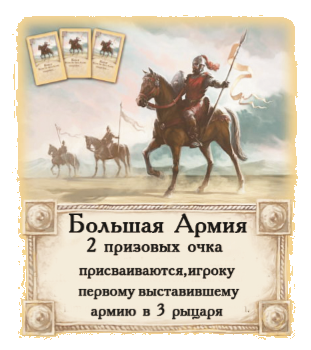 Большая Армия
2 призовых очка
присваиваются,игроку
первому выставившему
армию в 3 рыцаря